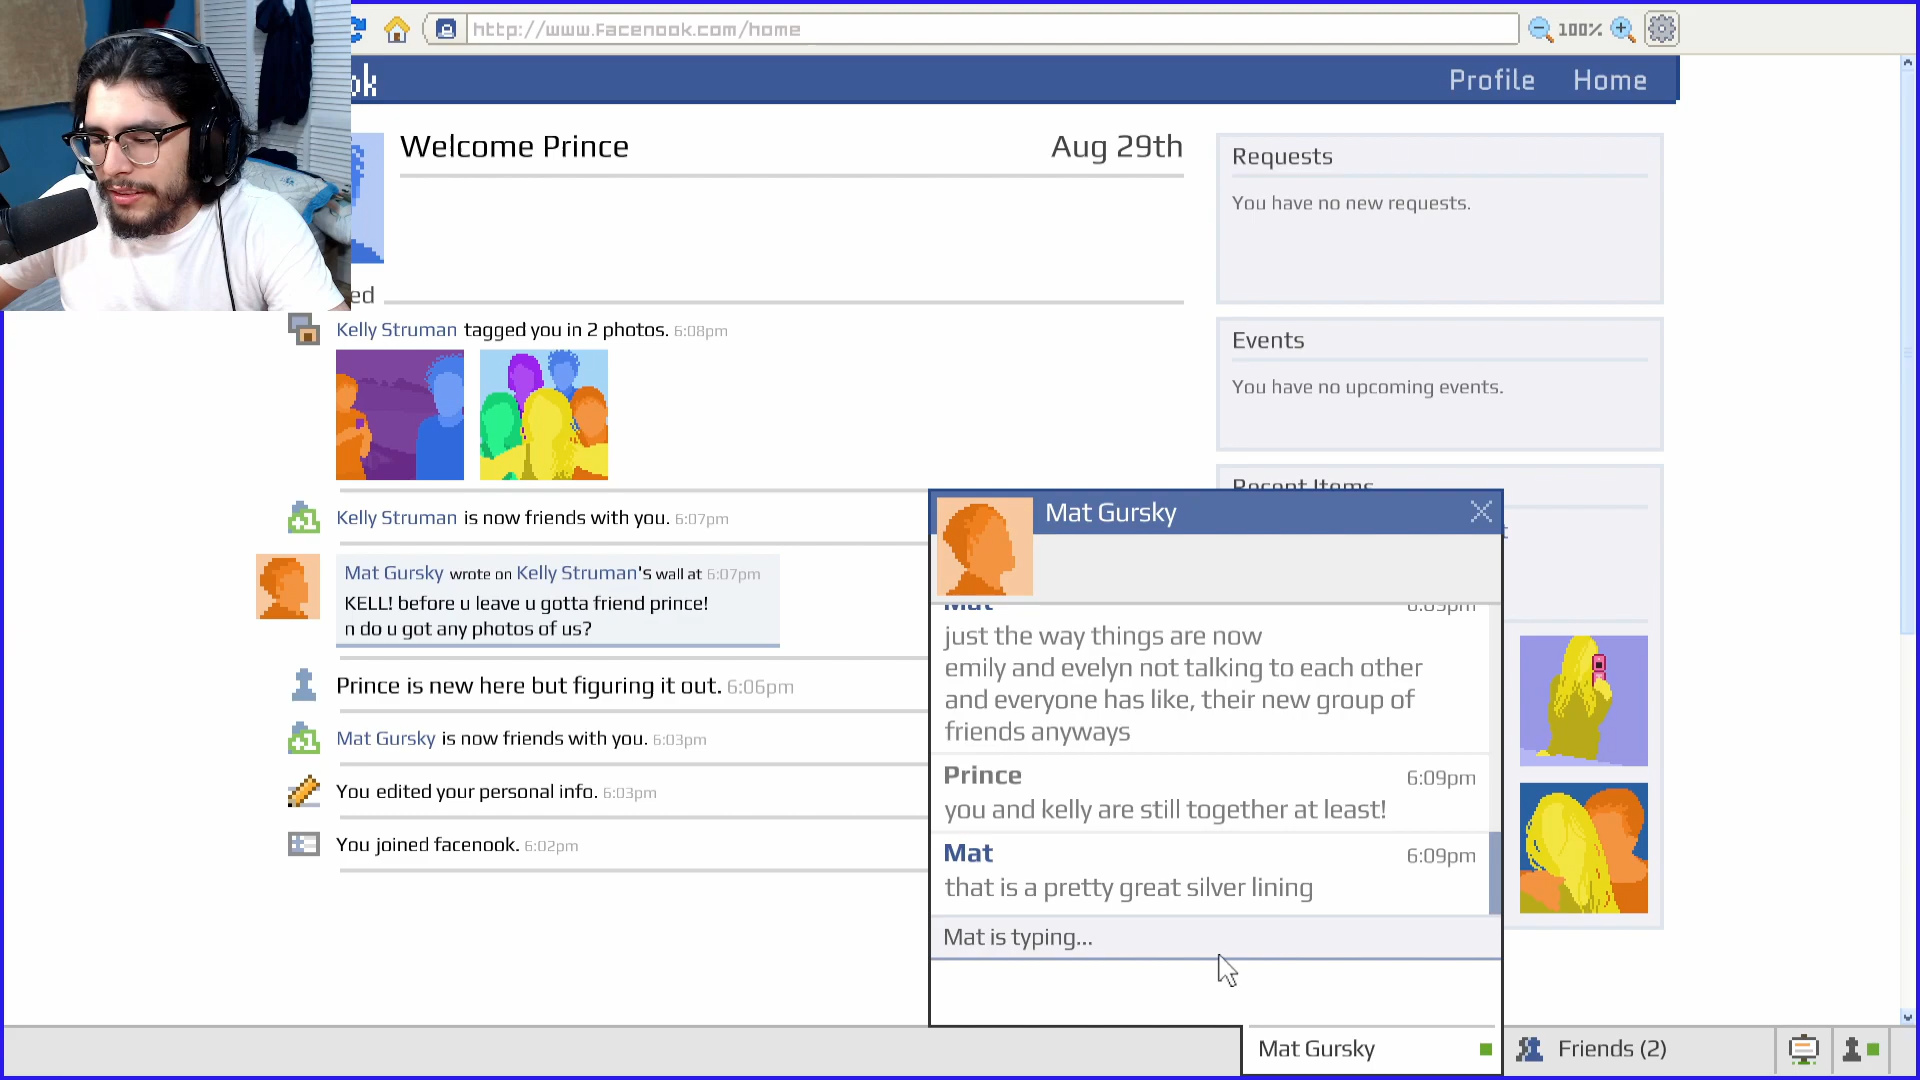 http://www.Facenook.com/home
100%
ok
Profile
Home
Welcome Prince
Aug 29th
ed
Kelly Struman tagged you in 2 photos. 6:08pm
Kelly Struman is now friends with you. 6:07pm
Mat Gursky wrote on Kelly Struman's wall at 6:07pm
KELL! before u leave u gotta friend prince!
n do u got any photos of us?
Prince is new here but figuring it out. 6:06pm
Mat Gursky is now friends with you. 6:03pm
You edited your personal info. 6:03pm
You joined facenook. 6:02pm
Requests
You have no new requests.
Events
You have no upcoming events.
Recent Items
Mat Gursky
Mat
just the way things are now
emily and evelyn not talking to each other
and everyone has like, their new group of
friends anyways
Prince 6:09pm
you and kelly are still together at least!
Mat 6:09pm
that is a pretty great silver lining
Mat is typing...
Mat Gursky
Friends (2)